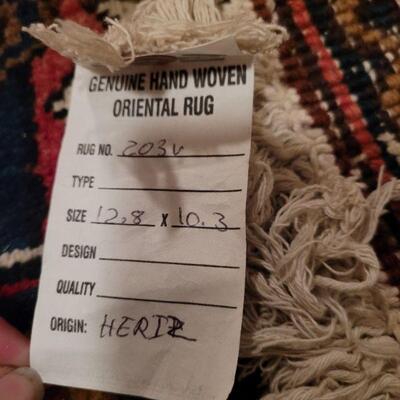 GENUINE HAND WOVEN
ORIENTAL RUG
RUG NO. 203v
TYPE
SIZE 12.8 x 10.3
DESIGN
QUALITY
ORIGIN: HERIZ